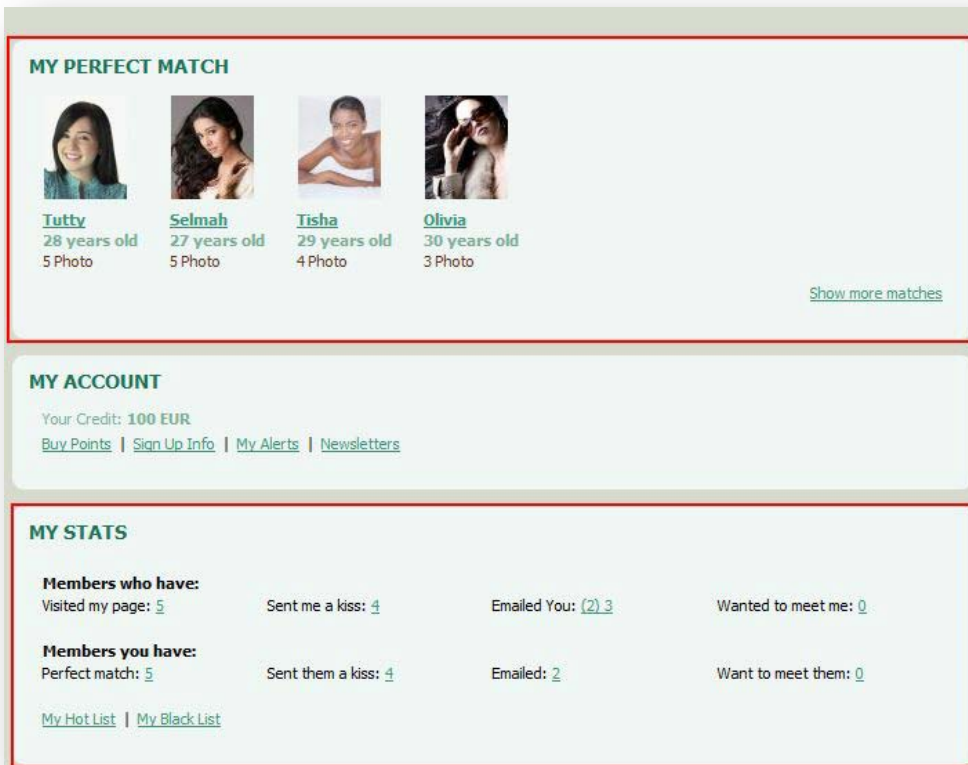 MY PERFECT MATCH
Tutty Selmah Tisha Olivia
28 years old 27 years old 29 years old 30 years old
5 Photo 5 Photo 4 Photo 3 Photo
Show more matches
MY ACCOUNT
Your Credit: 100 EUR
Buy Points | Sign Up Info | My Alerts | Newsletters
MY STATS
Members who have:
Visited my page: 5 Sent me a kiss: 4 Emailed You: (2) 3 Wanted to meet me: 0
Members you have:
Perfect match: 5 Sent them a kiss: 4 Emailed: 2 Want to meet them: 0
My Hot List | My Black List